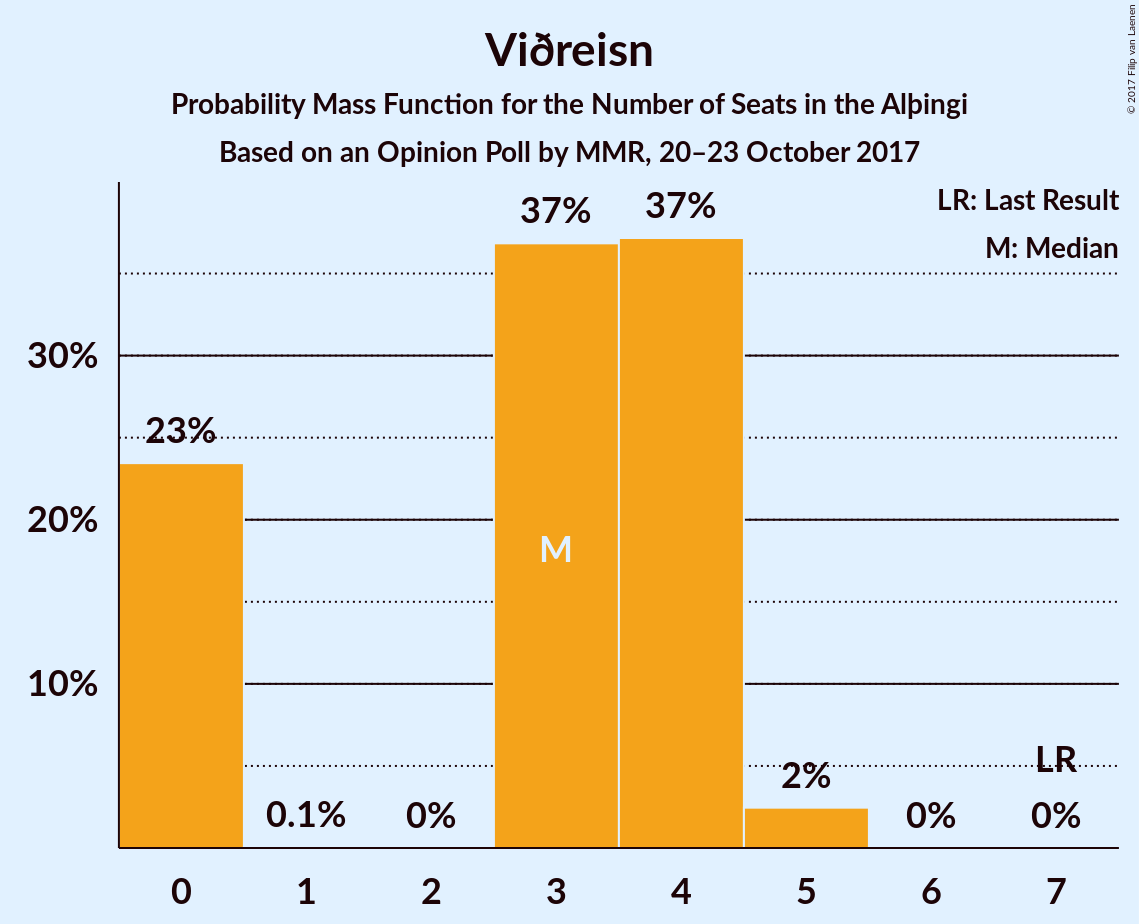 Viðreisn
Probability Mass Function for the Number of Seats in the Alþingi
Based on an Opinion Poll by MMR, 20–23 October 2017
© 2017 Filip van Laenen
LR: Last Result
M: Median
37%
37%
30%
23%
20%
M
10%
LR
2%
0.1%
0%
0%
0%
0 1 2 3 4 5 6 7